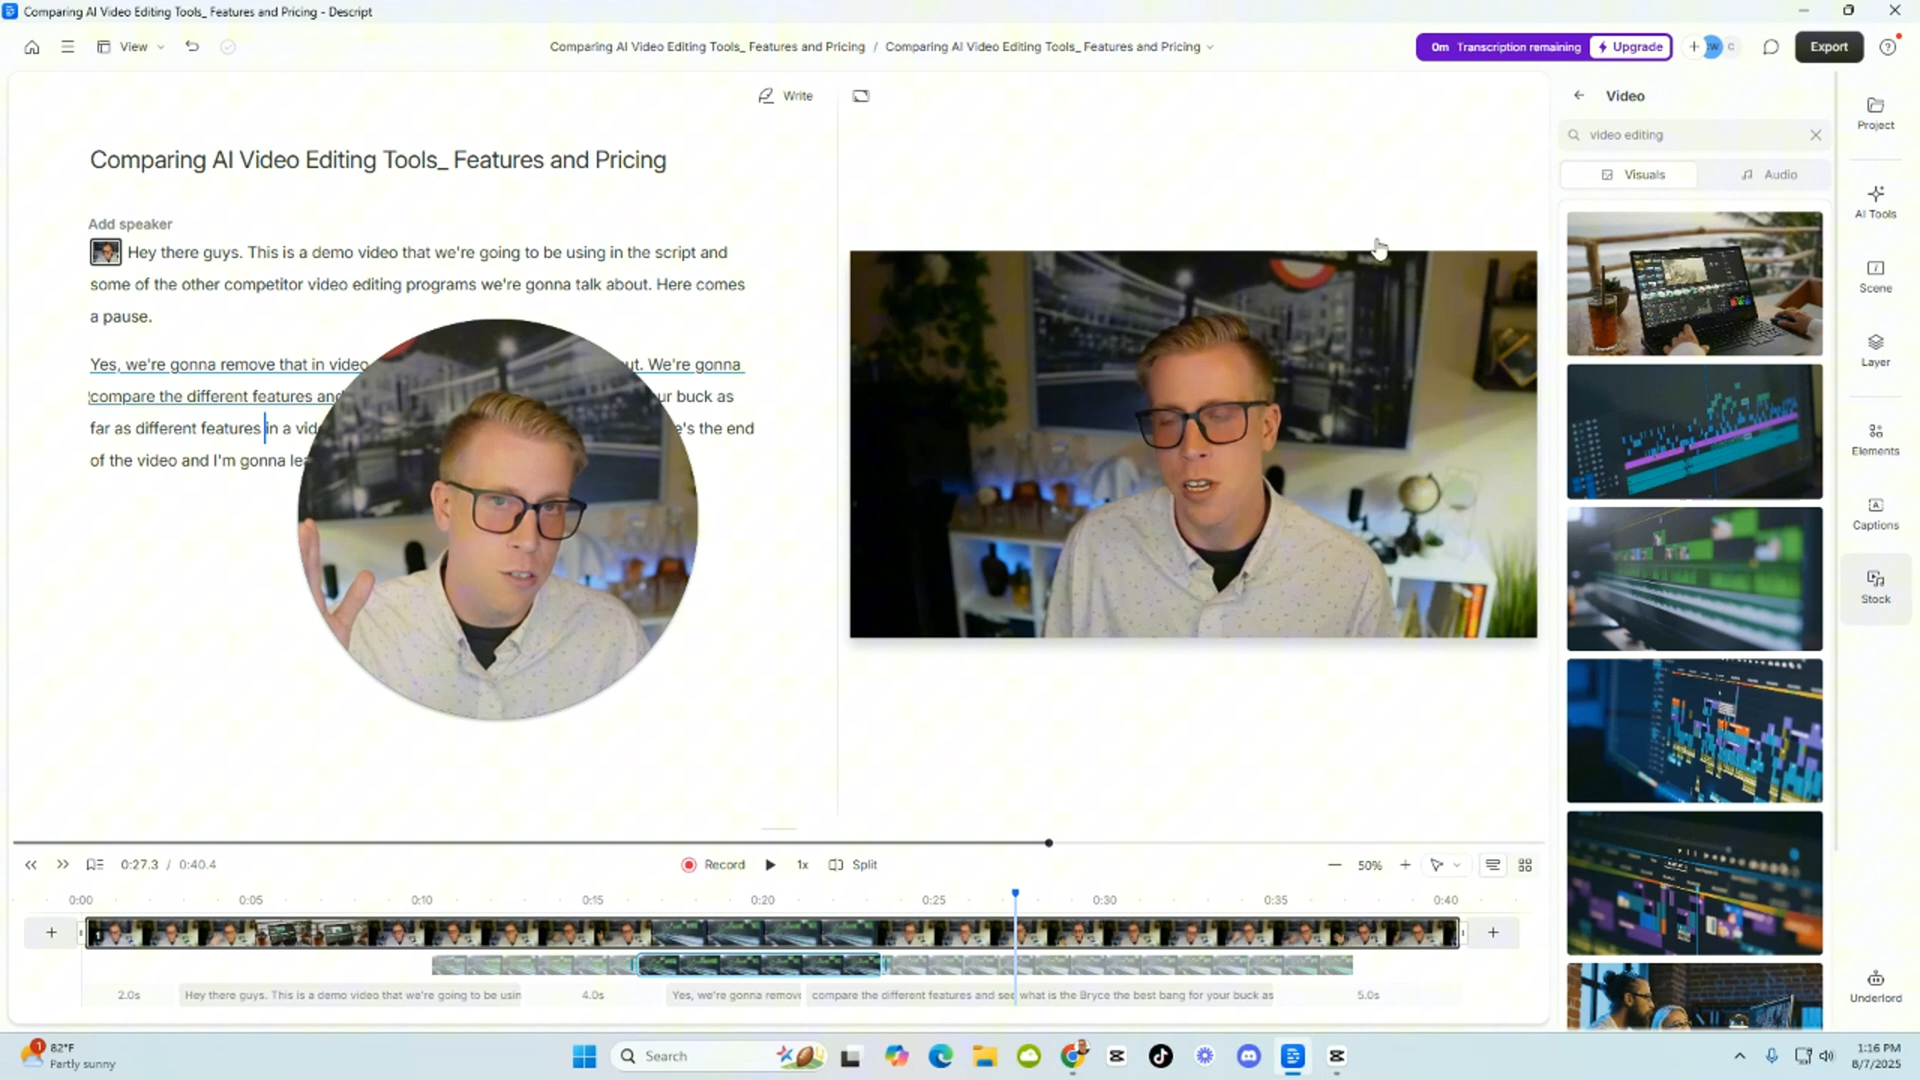 Comparing AI Video Editing Tools_ Features and Pricing - Descript
View
Comparing AI Video Editing Tools_ Features and Pricing / Comparing AI Video Editing Tools_ Features and Pricing
0m Transcription remaining
Upgrade
W
C
Export
Write
Comparing AI Video Editing Tools_ Features and Pricing
Add speaker
Hey there guys. This is a demo video that we're going to be using in the script and
some of the other competitor video editing programs we're gonna talk about. Here comes
a pause.
Yes, we're gonna remove that in video We're gonna
compare the different features your buck as
far as different features in a the end
of the video and I'm gonna
Video
video editing
Visuals
Audio
Project
AI Tools
Scene
Layer
Elements
Captions
Stock
Underlord
0:27.3 / 0:40.4
Record
1x
Split
50%
0:00 0:05 0:10 0:15 0:20 0:25 0:30 0:35 0:40
1
2.0s
Hey there guys. This is a demo video that we're going to be usin
4.0s
Yes, we're gonna remov
compare the different features and see what is the Bryce the best bang for your buck as
5.0s
1
82°F
Partly sunny
Search
1:16 PM
8/7/2025